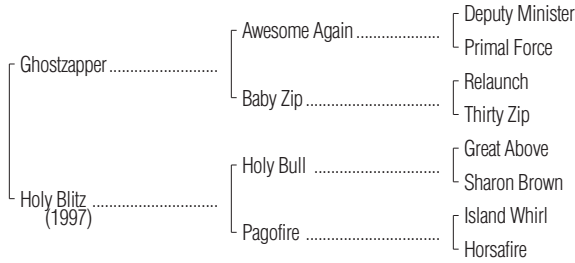 Deputy Minister
Awesome Again ....................
Primal Force
Ghostzapper ..........................
Relaunch
Baby Zip ................................
Thirty Zip
Great Above
Holy Bull ..............................
Sharon Brown
Holy Blitz ..............................
(1997)
Island Whirl
Pagofire ................................
Horsafire